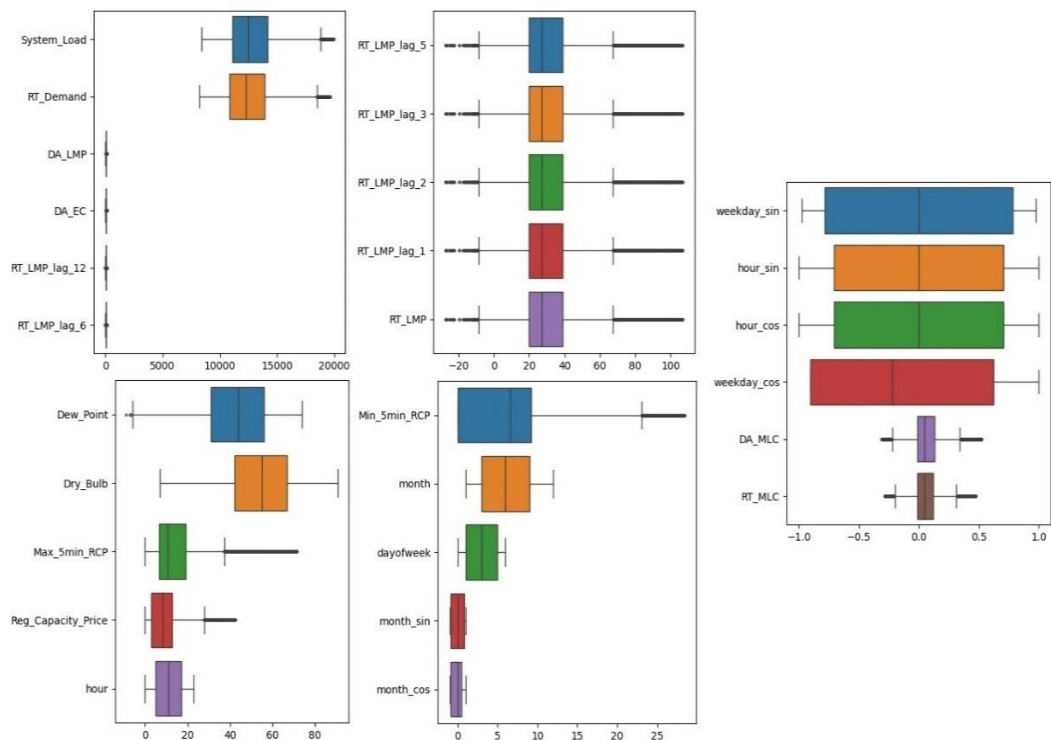 System_Load
RT_Demand
DA_LMP
DA_EC
RT_LMP_lag_12
RT_LMP_lag_6
0 5000 10000 15000 20000
RT_LMP_lag_5
RT_LMP_lag_3
RT_LMP_lag_2
RT_LMP_lag_1
RT_LMP
−20 0 20 40 60 80 100
weekday_sin
hour_sin
hour_cos
weekday_cos
DA_MLC
RT_MLC
−1.0 −0.5 0.0 0.5 1.0
Dew_Point
Dry_Bulb
Max_5min_RCP
Reg_Capacity_Price
hour
0 20 40 60 80
Min_5min_RCP
month
dayofweek
month_sin
month_cos
0 5 10 15 20 25